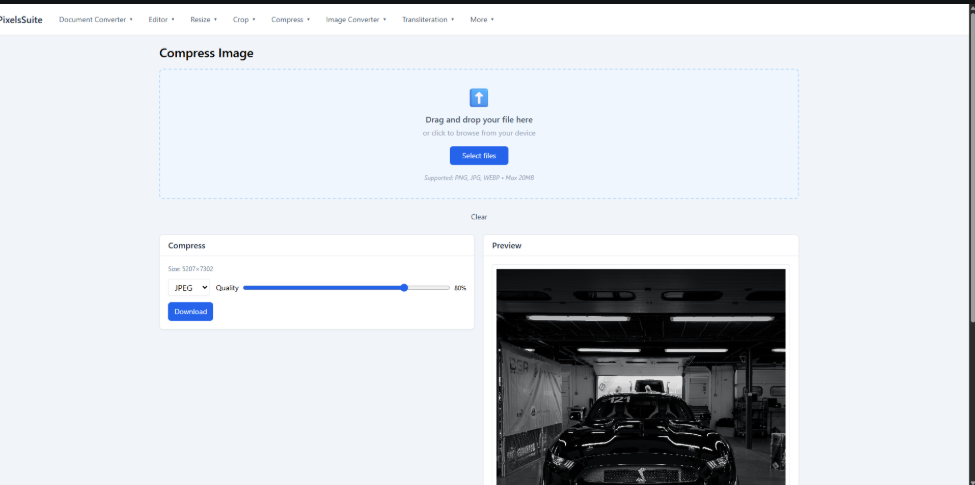 PixelsSuite Document Converter ▾ Editor ▾ Resize ▾ Crop ▾ Compress ▾ Image Converter ▾ Transliteration ▾ More ▾
Compress Image
Drag and drop your file here
or click to browse from your device
Select files
Supported: PNG, JPG, WEBP • Max 20MB
Clear
Compress
Size: 5207×7302
JPEG Quality 80%
Download
Preview
121